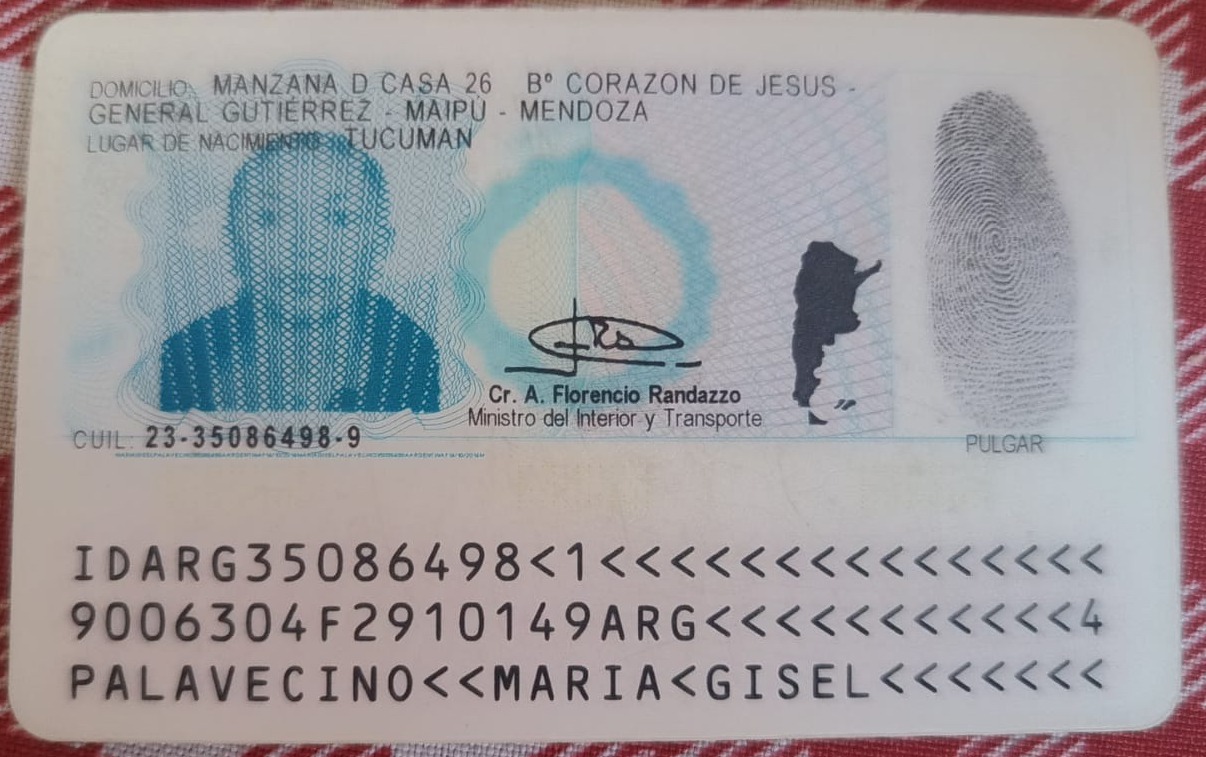 DOMICILIO: MANZANA D CASA 26 Bº CORAZON DE JESUS -
GENERAL GUTIERREZ - MAIPU - MENDOZA
LUGAR DE NACIMIENTO: TUCUMAN
Cr. A. Florencio Randazzo
Ministro del Interior y Transporte
CUIL: 23-35086498-9
PULGAR
IDARG35086498<1<<<<<<<<<<<<<<<
9006304F2910149ARG<<<<<<<<<<<4
PALAVECINO<<MARIA<GISEL<<<<<<<